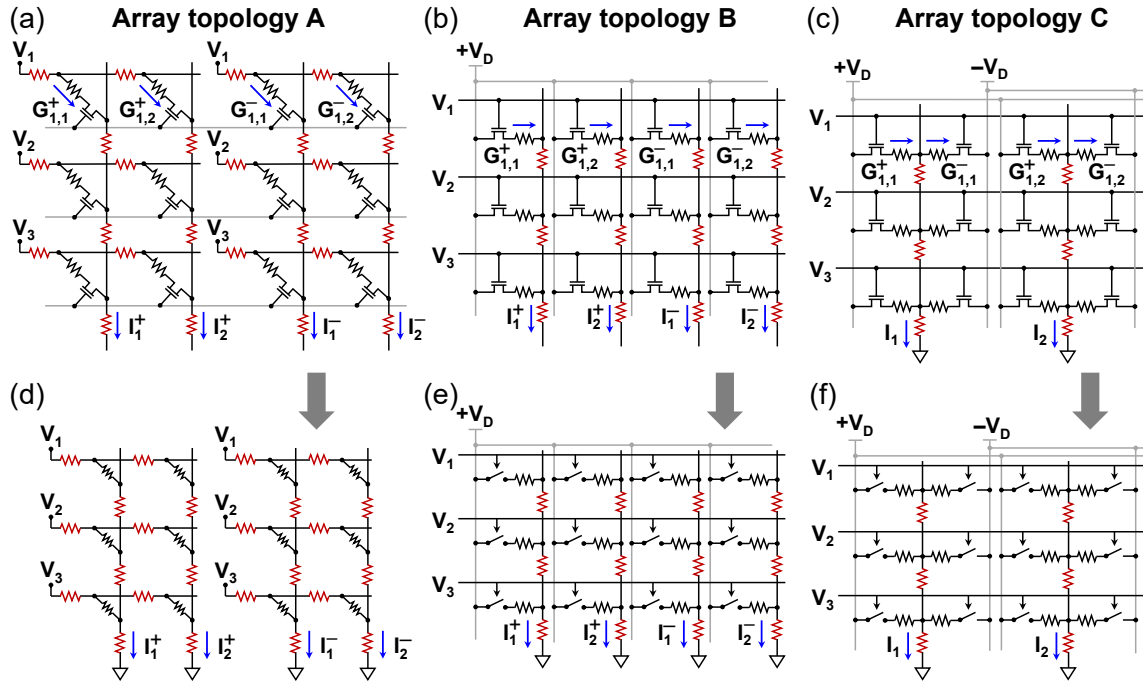 (a) Array topology A
V1 V1
G+1,1 G+1,2 G−1,1 G−1,2
V2 V2
V3 V3
I+1 I+2 I−1 I−2
(b) Array topology B
+VD
V1
G+1,1 G+1,2 G−1,1 G−1,2
V2
V3
I+1 I+2 I−1 I−2
(c) Array topology C
+VD −VD
V1
G+1,1 G−1,1 G+1,2 G−1,2
V2
V3
I1 I2
(d)
V1 V1
V2 V2
V3 V3
I+1 I+2 I−1 I−2
(e)
+VD
V1
V2
V3
I+1 I+2 I−1 I−2
(f)
+VD −VD
V1
V2
V3
I1 I2